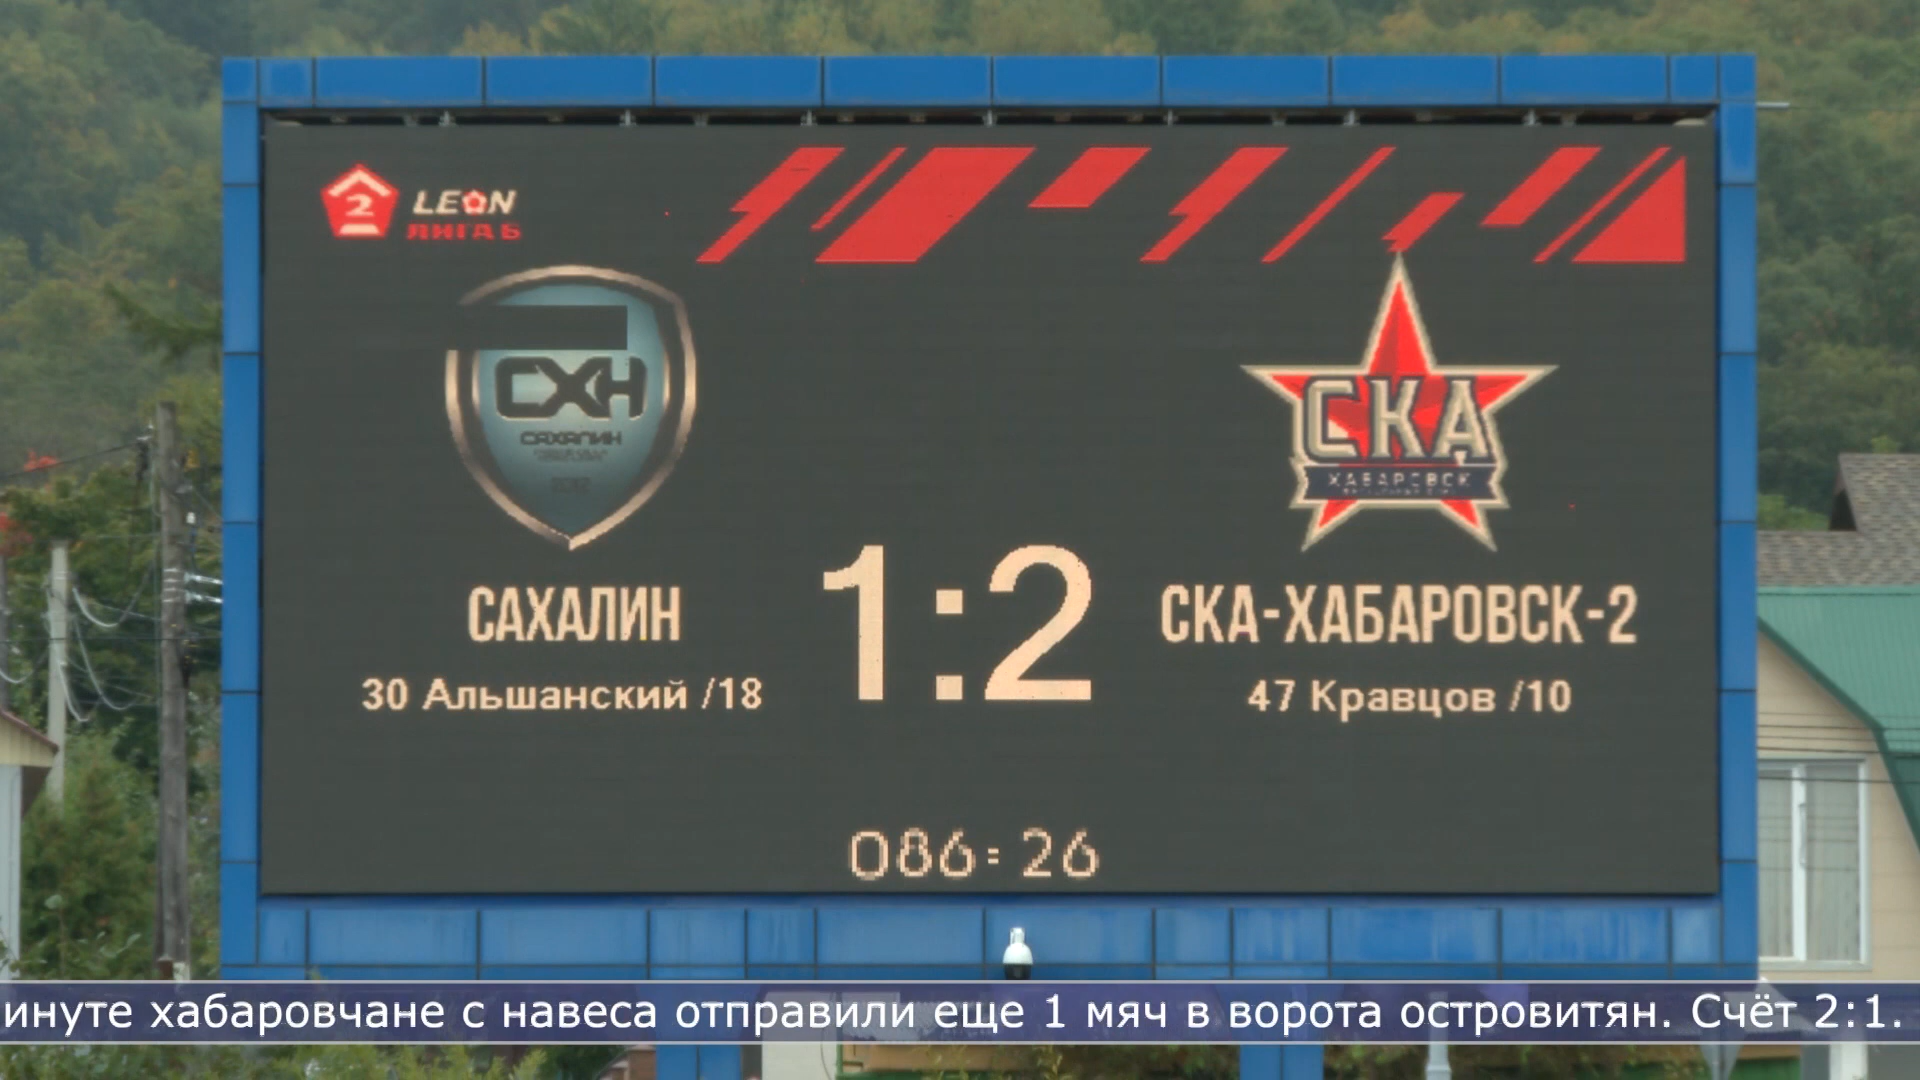 2 LEON
ЛИГА Б
СХН
САХАЛИН
СКА
ХАБАРОВСК
САХАЛИН
1:2
СКА-ХАБАРОВСК-2
30 Альшанский /18
47 Кравцов /10
086:26
инуте хабаровчане с навеса отправили еще 1 мяч в ворота островитян. Счёт 2:1.